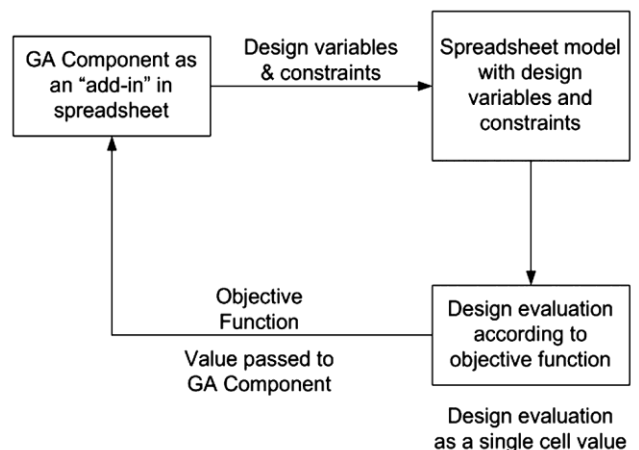 GA Component as
an “add-in” in
spreadsheet
Design variables
& constraints
Spreadsheet model
with design
variables and
constraints
Objective
Function
Value passed to
GA Component
Design evaluation
according to
objective function
Design evaluation
as a single cell value